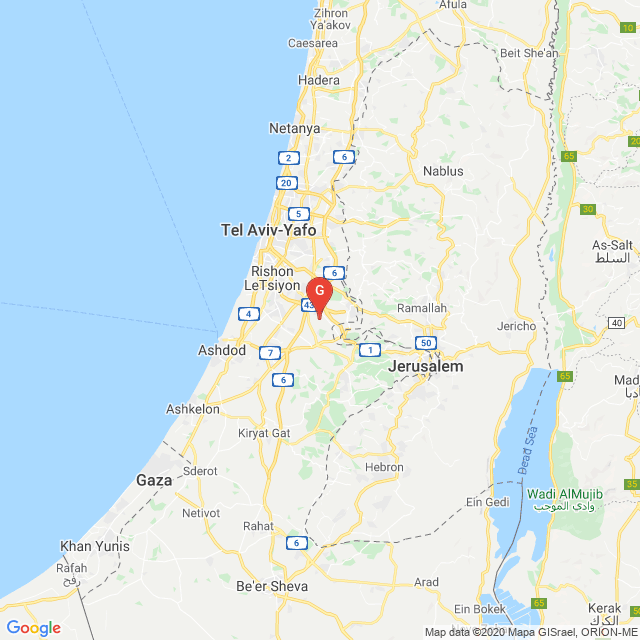 Zihron
Ya'akov
Afula
10
Caesarea
Beit She'an
Hadera
Netanya
2
6
65
20
Nablus
20
5
30
Tel Aviv-Yafo
As-Salt
السلط
Rishon
LeTsiyon
6
G
43
4
Ramallah
Jericho
40
Ashdod
7
1
50
Jerusalem
6
65
Mad
Ashkelon
Kiryat Gat
Dead Sea
Hebron
Gaza
Sderot
35
Wadi AlMujib
وادي الموجب
Ein Gedi
Netivot
Rahat
6
Khan Yunis
Rafah
رفح
Be'er Sheva
Arad
Ein Bokek
65
Kerak
الكرك
50
Google
Map data ©2020 Mapa GISrael, ORION-ME